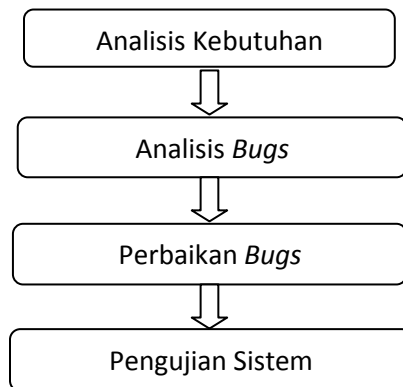 Analisis Kebutuhan
Analisis Bugs
Perbaikan Bugs
Pengujian Sistem